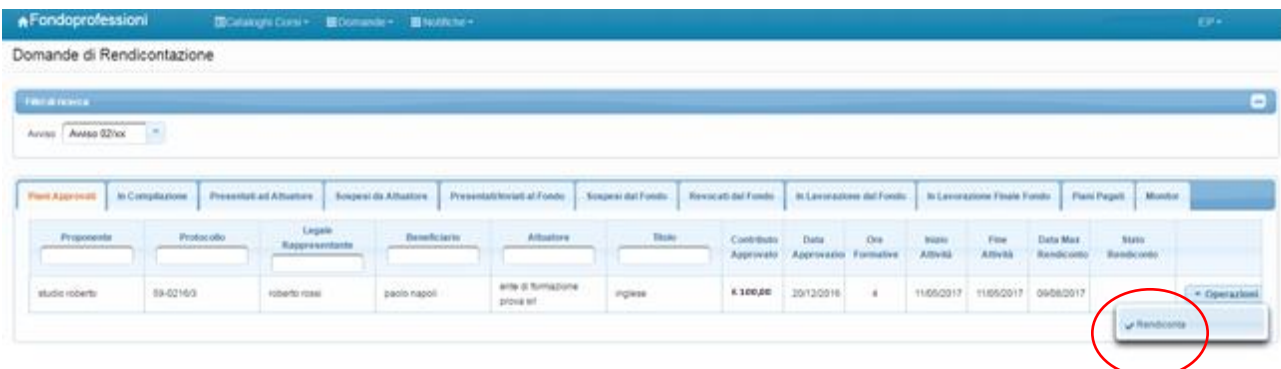 Fondoprofessioni Cataloghi Corsi Domande Notifiche EP
Domande di Rendicontazione
Filtri di ricerca
Avviso Avviso 02/xx
Piani Approvati In Compilazione Presentati ad Attuatore Sospesi da Attuatore Presentati/Inviati al Fondo Sospesi dal Fondo Revocati dal Fondo In Lavorazione dal Fondo In Lavorazione Finale Fondo Piani Pagati Monitor
Proponente Protocollo Legale Rappresentante Beneficiario Attuatore Titolo Contributo Approvato Data Approvazio Ore Formative Inizio Attività Fine Attività Data Max Rendiconto Stato Rendiconto
studio roberto 59-0216/3 roberto rossi paolo napoli ente di formazione prova srl inglese € 100,00 20/12/2016 4 11/05/2017 11/05/2017 09/08/2017 Operazioni
Rendiconta